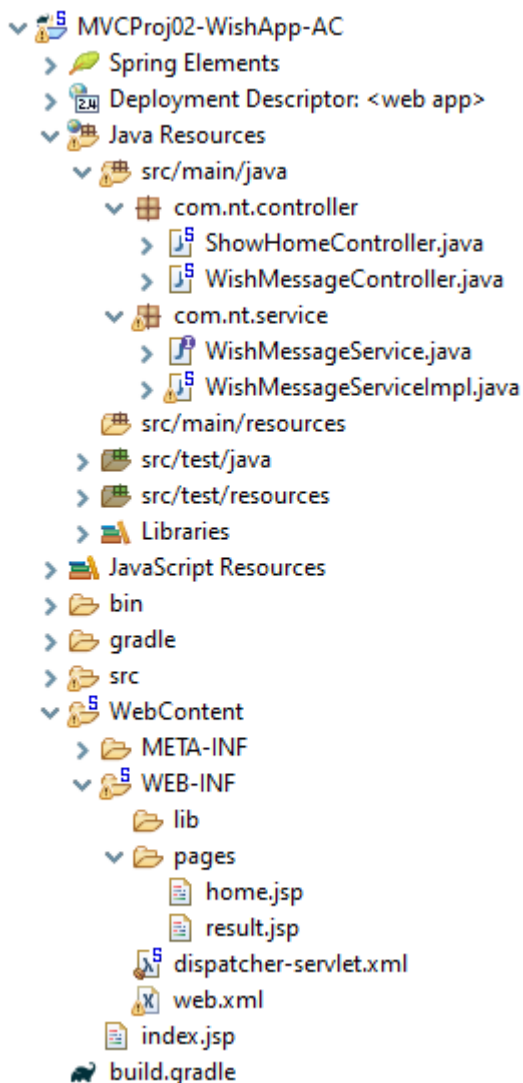 MVCProj02-WishApp-AC
Spring Elements
Deployment Descriptor: <web app>
Java Resources
src/main/java
com.nt.controller
ShowHomeController.java
WishMessageController.java
com.nt.service
WishMessageService.java
WishMessageServiceImpl.java
src/main/resources
src/test/java
src/test/resources
Libraries
JavaScript Resources
bin
gradle
src
WebContent
META-INF
WEB-INF
lib
pages
home.jsp
result.jsp
dispatcher-servlet.xml
web.xml
index.jsp
build.gradle